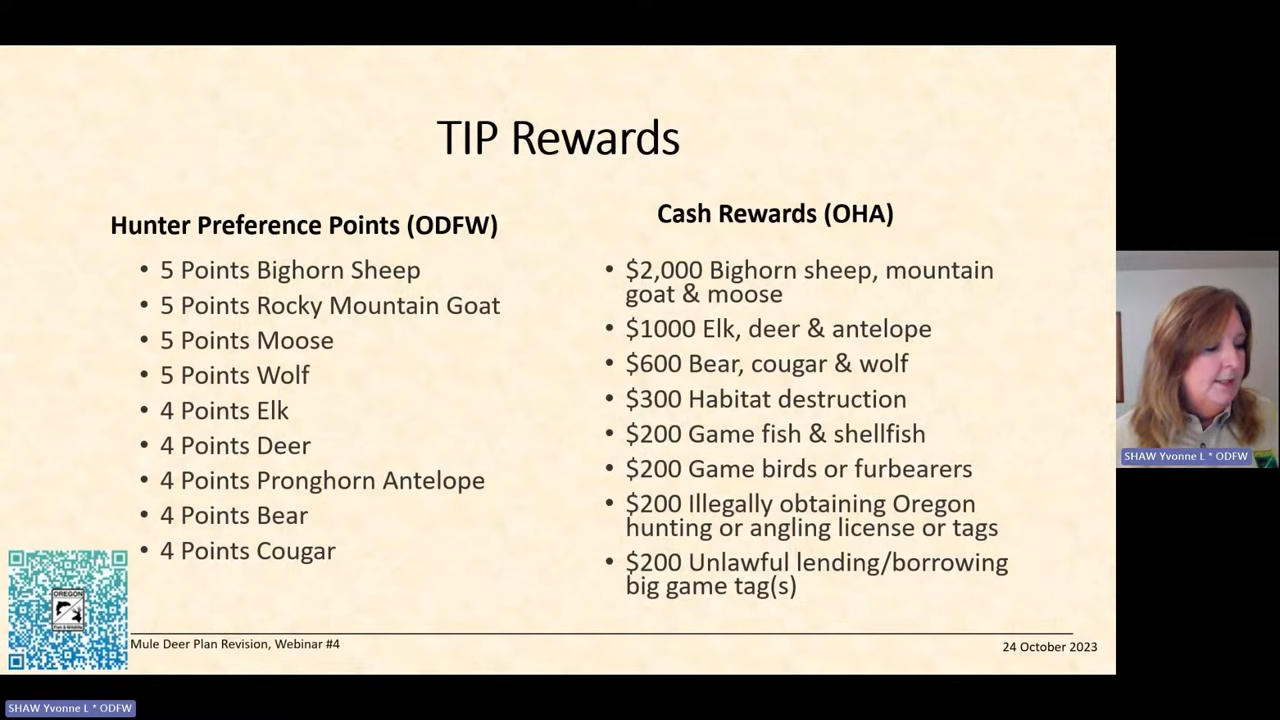 TIP Rewards
Hunter Preference Points (ODFW)
• 5 Points Bighorn Sheep
• 5 Points Rocky Mountain Goat
• 5 Points Moose
• 5 Points Wolf
• 4 Points Elk
• 4 Points Deer
• 4 Points Pronghorn Antelope
• 4 Points Bear
• 4 Points Cougar
Cash Rewards (OHA)
• $2,000 Bighorn sheep, mountain
goat & moose
• $1000 Elk, deer & antelope
• $600 Bear, cougar & wolf
• $300 Habitat destruction
• $200 Game fish & shellfish
• $200 Game birds or furbearers
• $200 Illegally obtaining Oregon
hunting or angling license or tags
• $200 Unlawful lending/borrowing
big game tag(s)
OREGON
Fish & Wildlife
Mule Deer Plan Revision, Webinar #4
24 October 2023
SHAW Yvonne L * ODFW
SHAW Yvonne L * ODFW